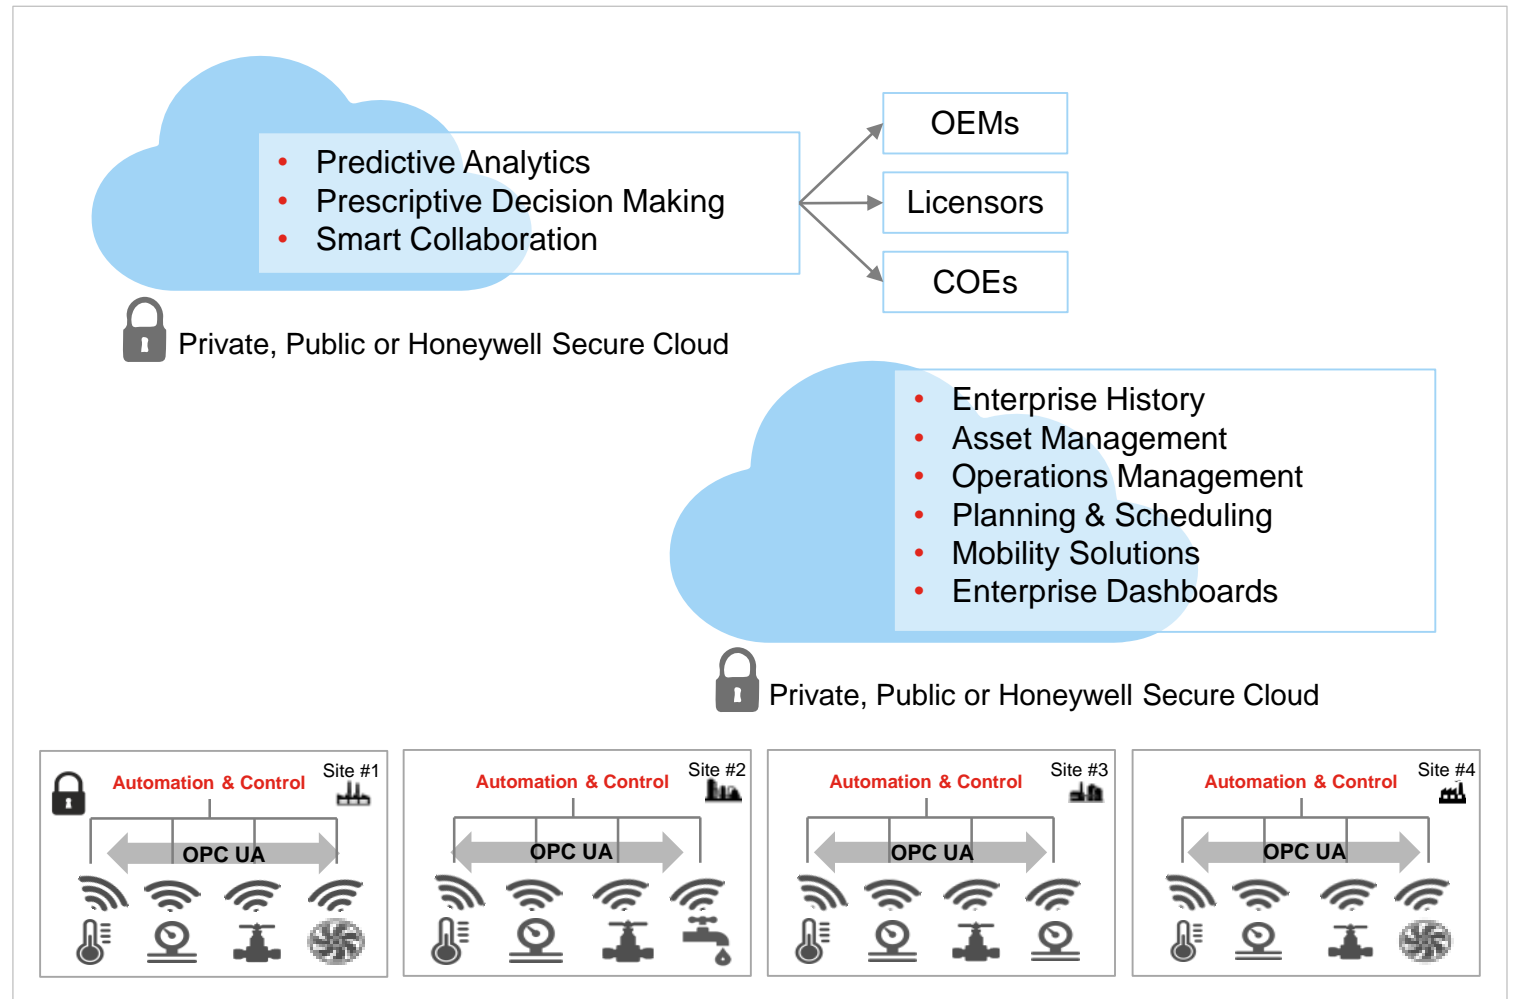 • Predictive Analytics
• Prescriptive Decision Making
• Smart Collaboration
OEMs
Licensors
COEs
Private, Public or Honeywell Secure Cloud
• Enterprise History
• Asset Management
• Operations Management
• Planning & Scheduling
• Mobility Solutions
• Enterprise Dashboards
Private, Public or Honeywell Secure Cloud
Automation & Control
Site #1
OPC UA
Automation & Control
Site #2
OPC UA
Automation & Control
Site #3
OPC UA
Automation & Control
Site #4
OPC UA